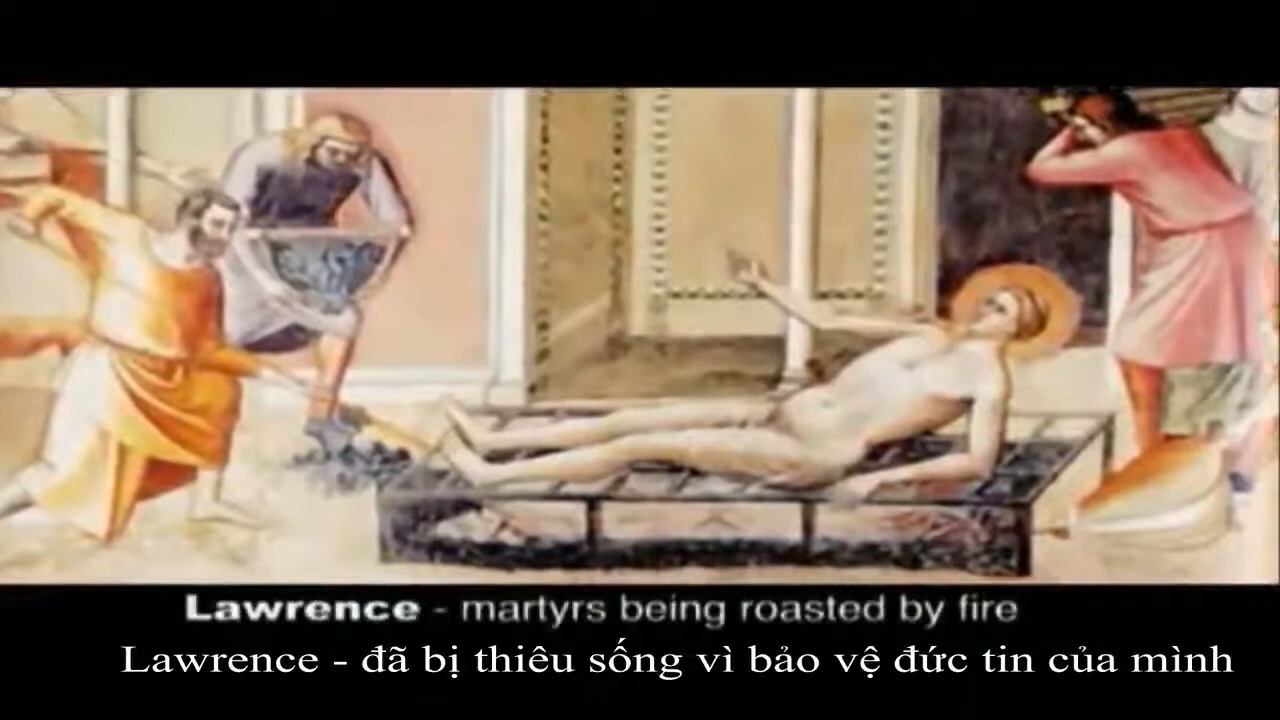 Lawrence - martyrs being roasted by fire
Lawrence - đã bị thiêu sống vì bảo vệ đức tin của mình